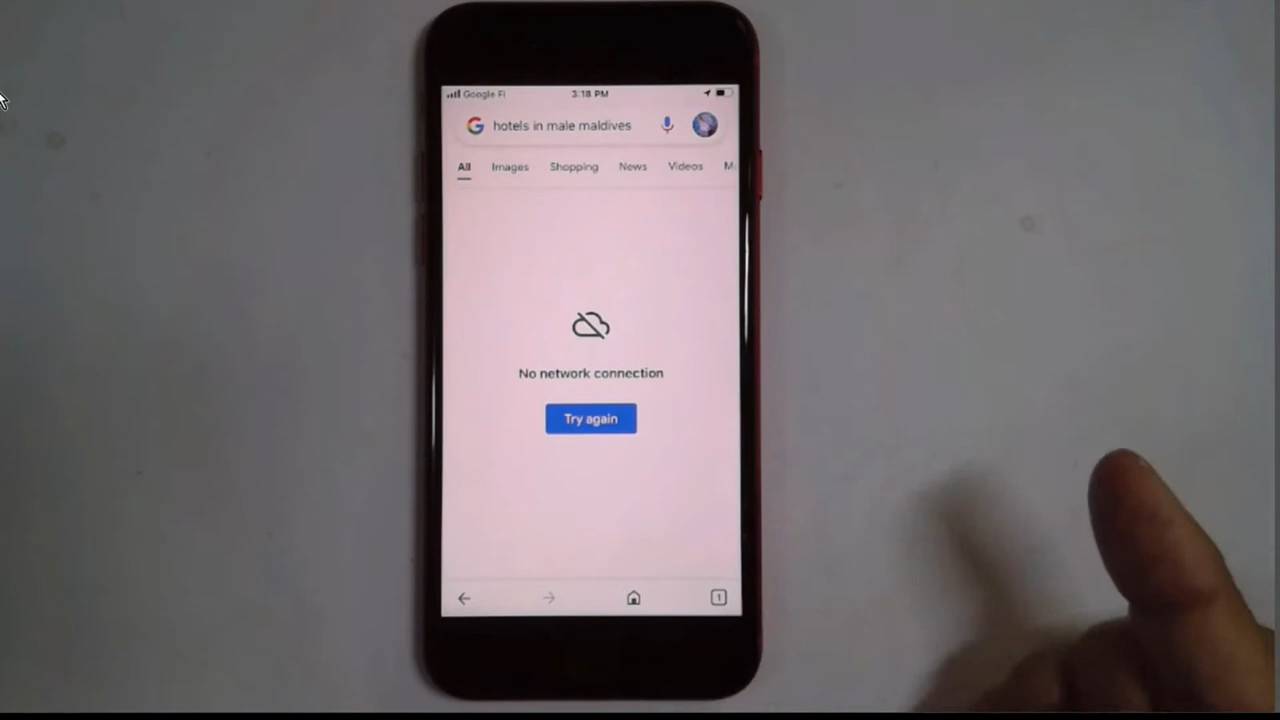 Google Fi 3:18 PM
hotels in male maldives
All Images Shopping News Videos M
No network connection
Try again
1